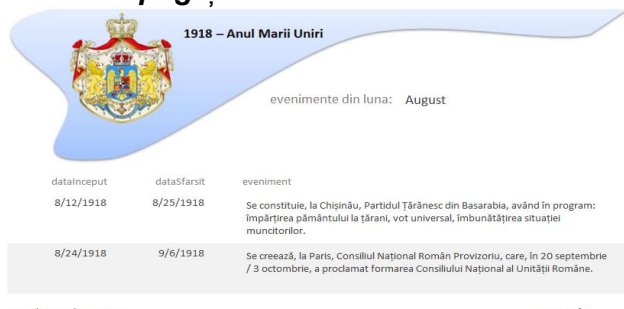 1918 – Anul Marii Uniri
evenimente din luna: August
dataInceput dataSfarsit eveniment
8/12/1918 8/25/1918 Se constituie, la Chișinău, Partidul Țărănesc din Basarabia, având în program:
împărțirea pământului la țărani, vot universal, îmbunătățirea situației
muncitorilor.
8/24/1918 9/6/1918 Se creează, la Paris, Consiliul Național Român Provizoriu, care, în 20 septembrie
/ 3 octombrie, a proclamat formarea Consiliului Național al Unității Române.